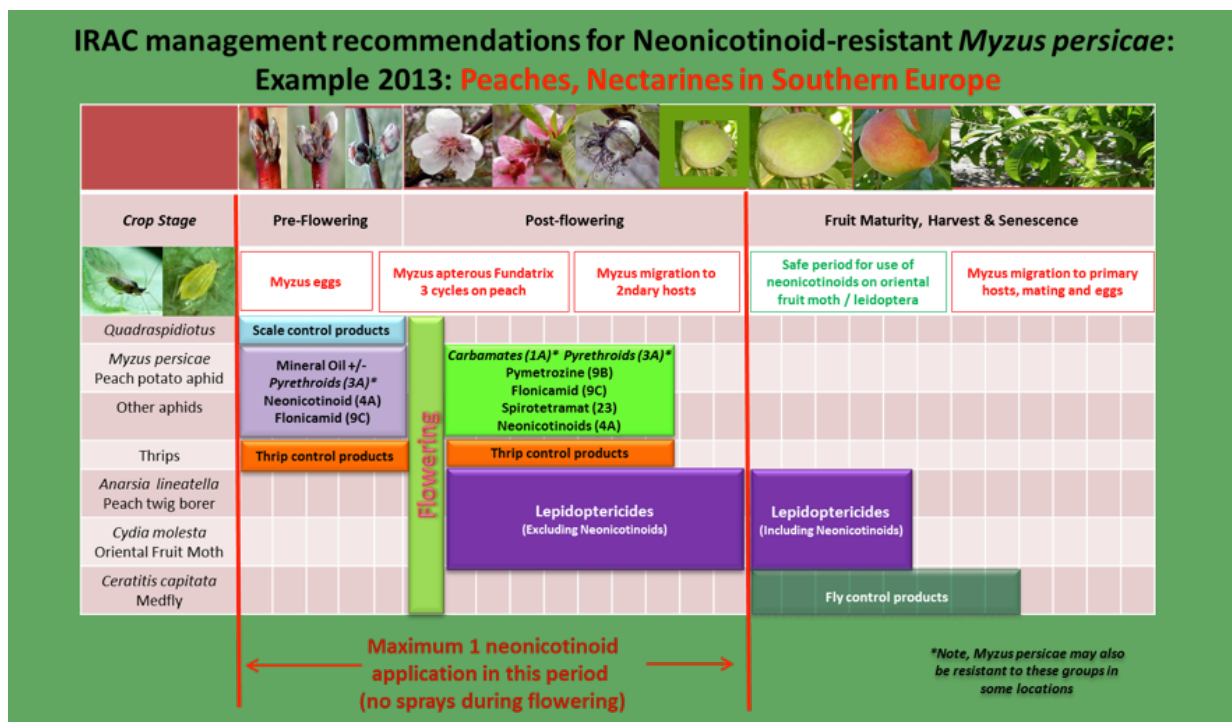 IRAC management recommendations for Neonicotinoid-resistant Myzus persicae:
Example 2013: Peaches, Nectarines in Southern Europe
Crop Stage
Pre-Flowering
Post-flowering
Fruit Maturity, Harvest & Senescence
Myzus eggs
Myzus apterous Fundatrix
3 cycles on peach
Myzus migration to
2ndary hosts
Safe period for use of
neonicotinoids on oriental
fruit moth / leidoptera
Myzus migration to primary
hosts, mating and eggs
Quadraspidiotus
Scale control products
Myzus persicae
Peach potato aphid
Other aphids
Mineral Oil +/-
Pyrethroids (3A)*
Neonicotinoid (4A)
Flonicamid (9C)
Flowering
Carbamates (1A)* Pyrethroids (3A)*
Pymetrozine (9B)
Flonicamid (9C)
Spirotetramat (23)
Neonicotinoids (4A)
Thrips
Thrip control products
Thrip control products
Anarsia lineatella
Peach twig borer
Cydia molesta
Oriental Fruit Moth
Lepidoptericides
(Excluding Neonicotinoids)
Lepidoptericides
(Including Neonicotinoids)
Ceratitis capitata
Medfly
Fly control products
Maximum 1 neonicotinoid
application in this period
(no sprays during flowering)
*Note, Myzus persicae may also
be resistant to these groups in
some locations